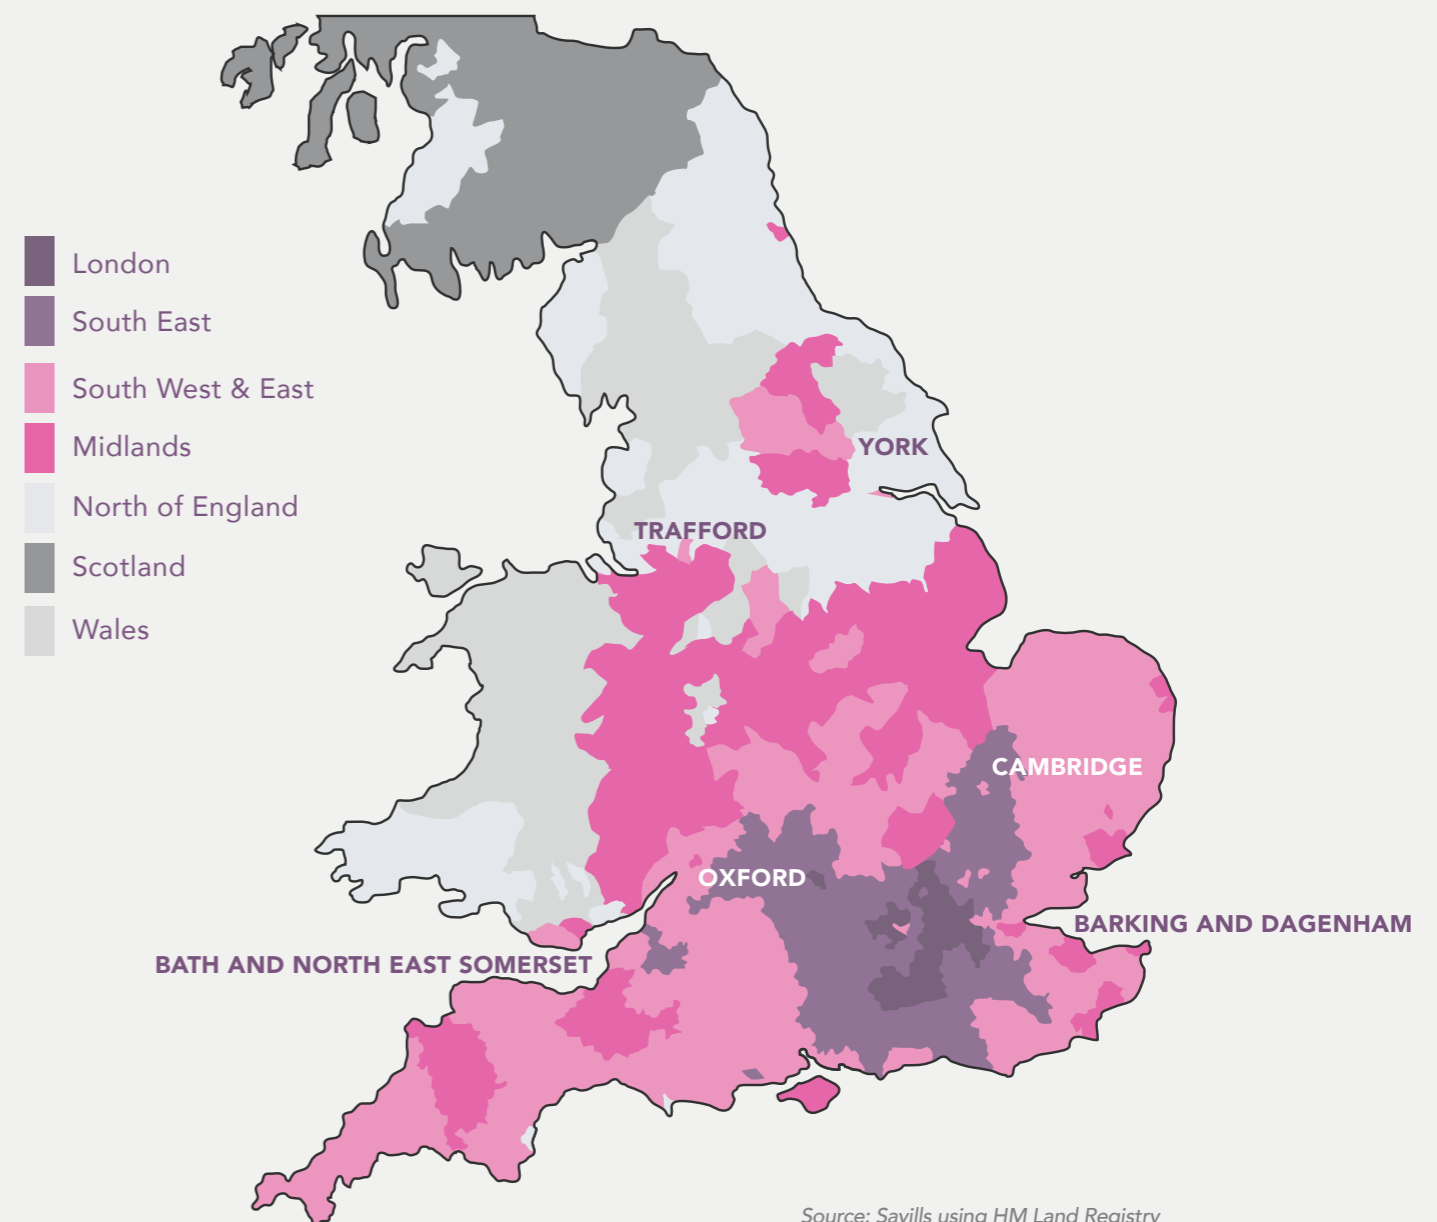 London
South East
South West & East
Midlands
North of England
Scotland
Wales
YORK
TRAFFORD
CAMBRIDGE
OXFORD
BARKING AND DAGENHAM
BATH AND NORTH EAST SOMERSET
Source: Savills using HM Land Registry